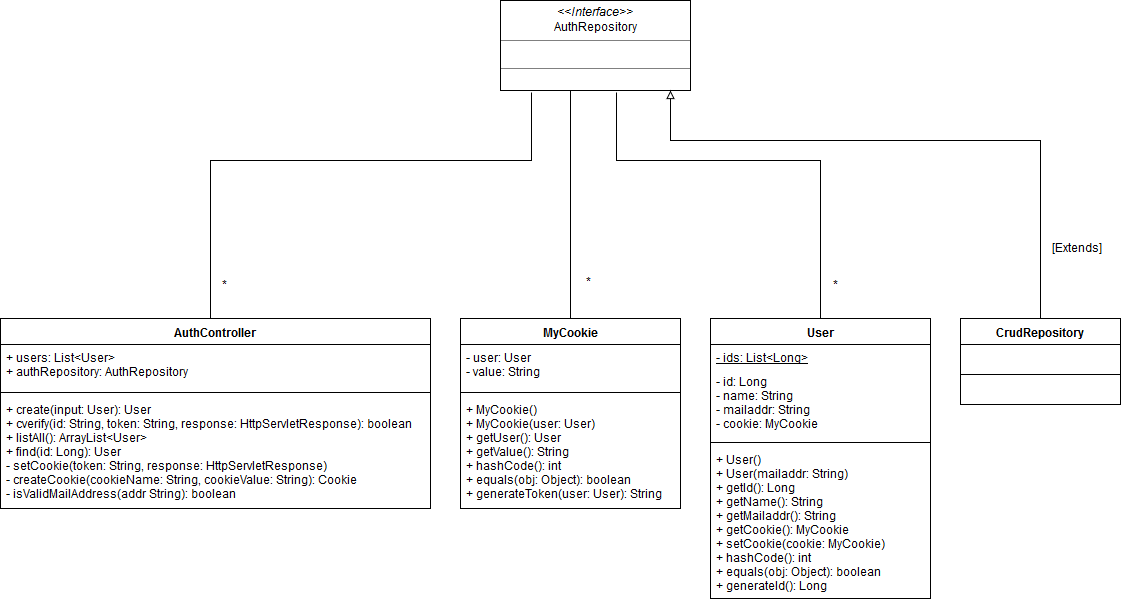 <<Interface>>
AuthRepository
[Extends]
*
*
*
AuthController
+ users: List<User>
+ authRepository: AuthRepository
+ create(input: User): User
+ cverify(id: String, token: String, response: HttpServletResponse): boolean
+ listAll(): ArrayList<User>
+ find(id: Long): User
- setCookie(token: String, response: HttpServletResponse)
- createCookie(cookieName: String, cookieValue: String): Cookie
- isValidMailAddress(addr String): boolean
MyCookie
- user: User
- value: String
+ MyCookie()
+ MyCookie(user: User)
+ getUser(): User
+ getValue(): String
+ hashCode(): int
+ equals(obj: Object): boolean
+ generateToken(user: User): String
User
- ids: List<Long>
- id: Long
- name: String
- mailaddr: String
- cookie: MyCookie
+ User()
+ User(mailaddr: String)
+ getId(): Long
+ getName(): String
+ getMailaddr(): String
+ getCookie(): MyCookie
+ setCookie(cookie: MyCookie)
+ hashCode(): int
+ equals(obj: Object): boolean
+ generateId(): Long
CrudRepository